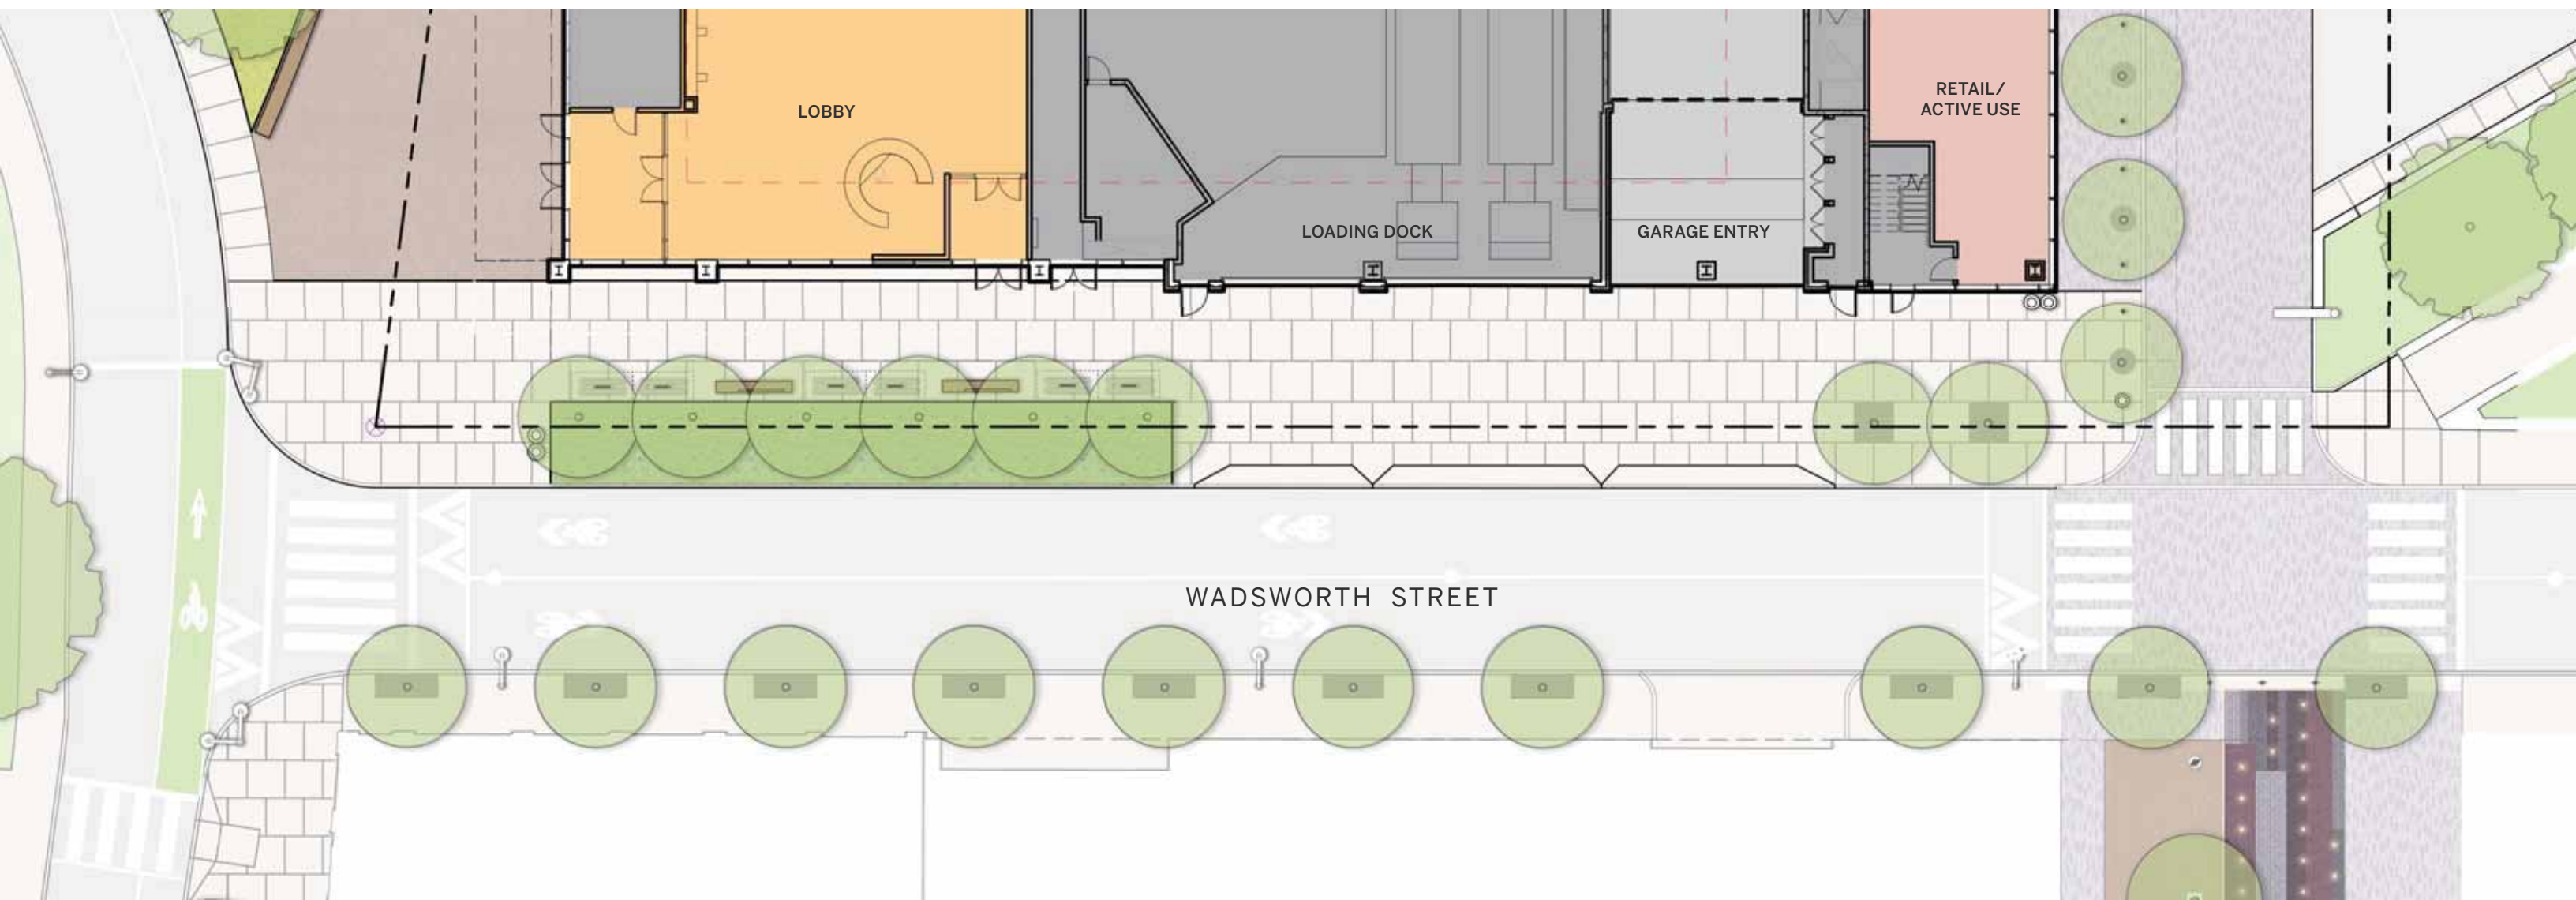 LOBBY
RETAIL/
ACTIVE USE
LOADING DOCK
GARAGE ENTRY
WADSWORTH STREET